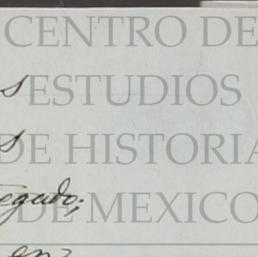 CENTRO DE
s ESTUDIOS
s
DE HISTORIA
DE MEXICO